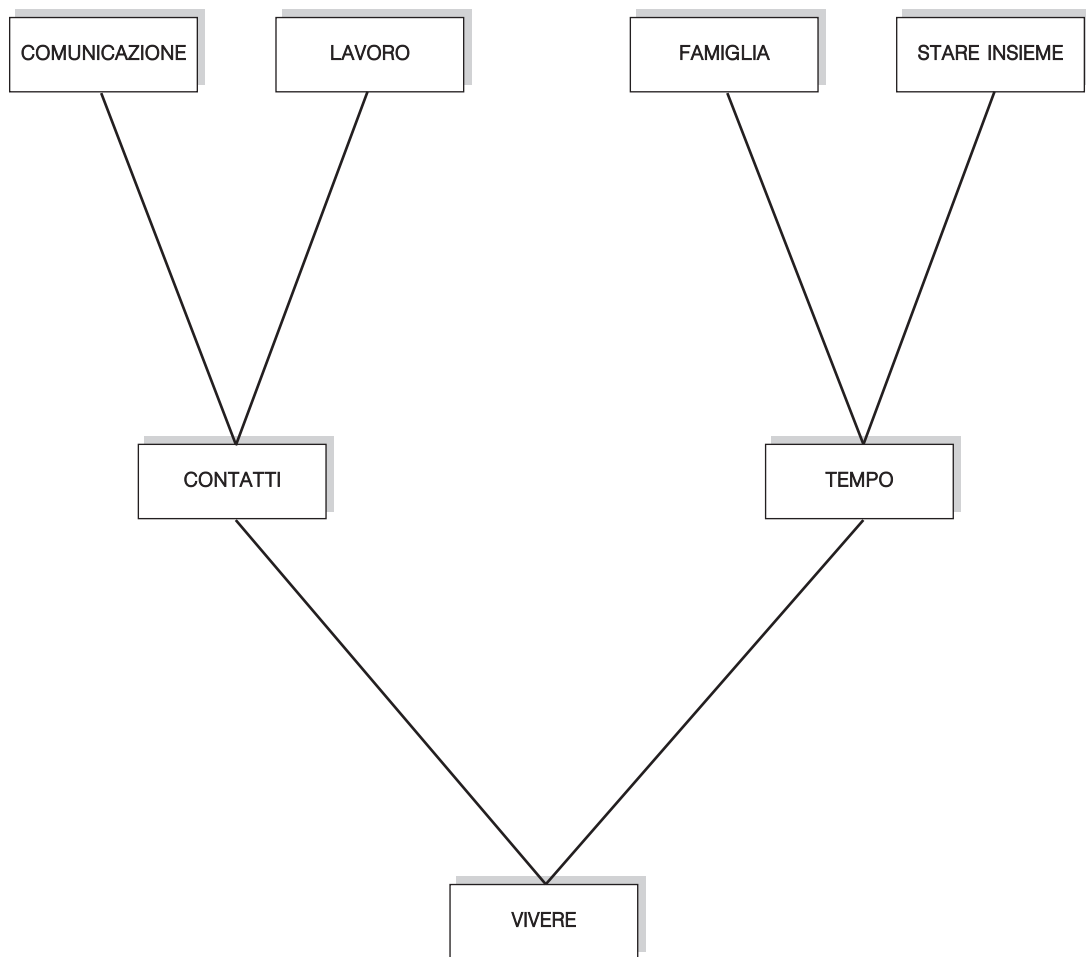 COMUNICAZIONE
LAVORO
FAMIGLIA
STARE INSIEME
CONTATTI
TEMPO
VIVERE